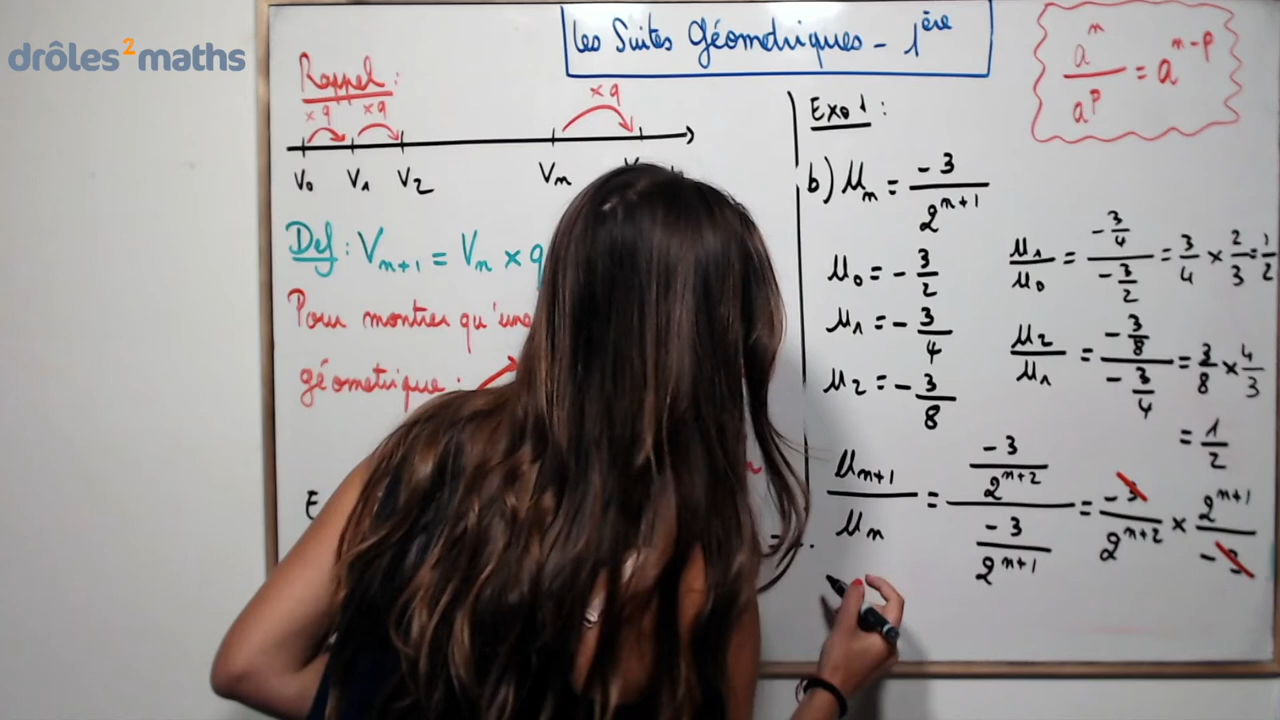 drôles2maths
Les Suites Géométriques - 1ère
a^n / a^p = a^(n-p)
Rappel:
×q ×q ×q
V0 V1 V2 Vn
Def: Vn+1 = Vn × q
Pour montrer qu'une
géometrique:
Exo 1:
b) Un = -3 / 2^(n+1)
U0 = - 3/2
U1 = - 3/4
U2 = - 3/8
U1/U0 = (- 3/4) / (- 3/2) = 3/4 × 2/3 = 1/2
U2/U1 = (- 3/8) / (- 3/4) = 3/8 × 4/3
= 1/2
Un+1 / Un = (-3 / 2^(n+2)) / (-3 / 2^(n+1)) = -3 / 2^(n+2) × 2^(n+1) / -3